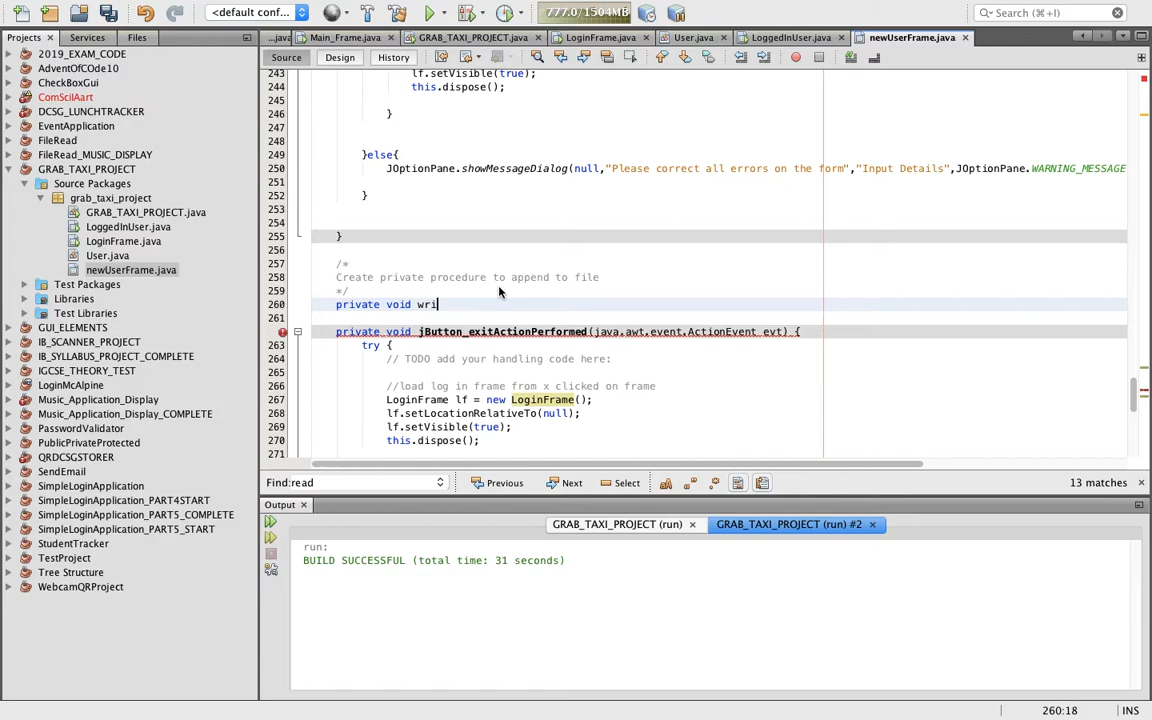 <default conf...
777.0/1504MB
Search (⌘+I)
Projects
Services
Files
...java
Main_Frame.java
GRAB_TAXI_PROJECT.java
LoginFrame.java
User.java
LoggedInUser.java
newUserFrame.java
Source
Design
History
2019_EXAM_CODE
AdventOfCode10
CheckBoxGui
ComSciIAart
DCSG_LUNCHTRACKER
EventApplication
FileRead
FileRead_MUSIC_DISPLAY
GRAB_TAXI_PROJECT
Source Packages
grab_taxi_project
GRAB_TAXI_PROJECT.java
LoggedInUser.java
LoginFrame.java
User.java
newUserFrame.java
Test Packages
Libraries
Test Libraries
GUI_ELEMENTS
IB_SCANNER_PROJECT
IB_SYLLABUS_PROJECT_COMPLETE
IGCSE_THEORY_TEST
LoginMcAlpine
Music_Application_Display
Music_Application_Display_COMPLETE
PasswordValidator
PublicPrivateProtected
QRDCSGSTORER
SendEmail
SimpleLoginApplication
SimpleLoginApplication_PART4START
SimpleLoginApplication_PART5_COMPLETE
SimpleLoginApplication_PART5_START
StudentTracker
TestProject
Tree Structure
WebcamQRProject
243 lf.setVisible(true);
244 this.dispose();
245
246 }
247
248
249 }else{
250 JOptionPane.showMessageDialog(null,"Please correct all errors on the form","Input Details",JOptionPane.WARNING_MESSAGE
251
252 }
253
254
255 }
256
257 /*
258 Create private procedure to append to file
259 */
260 private void wri
261
private void jButton_exitActionPerformed(java.awt.event.ActionEvent evt) {
263 try {
264 // TODO add your handling code here:
265
266 //load log in frame from x clicked on frame
267 LoginFrame lf = new LoginFrame();
268 lf.setLocationRelativeTo(null);
269 lf.setVisible(true);
270 this.dispose();
271
Find:read
Previous
Next
Select
13 matches
Output
GRAB_TAXI_PROJECT (run)
GRAB_TAXI_PROJECT (run) #2
run:
BUILD SUCCESSFUL (total time: 31 seconds)
260:18
INS